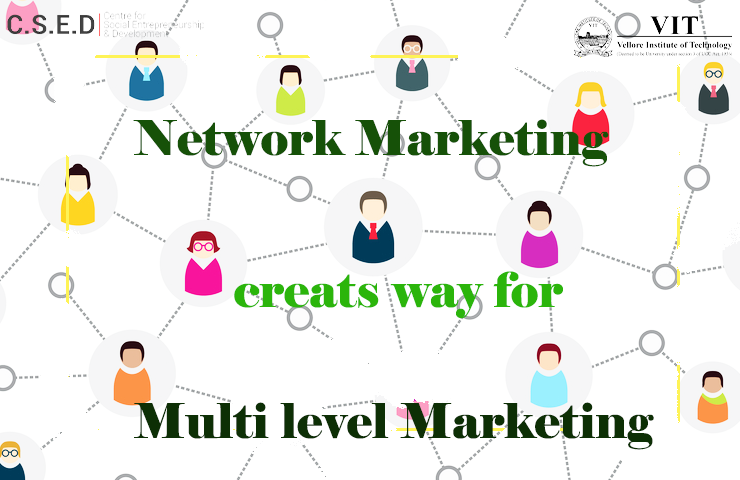 C.S.E.D
Centre for
Social Entrepreneurship
& Development
VIT
Vellore Institute of Technology
Network Marketing
creats way for
Multi level Marketing